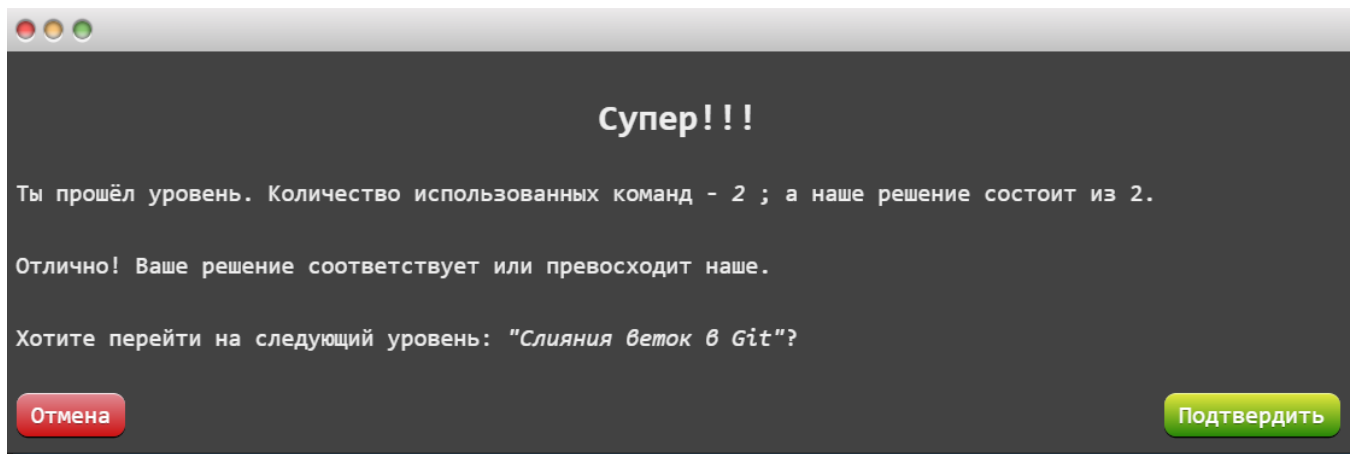 Супер!!!
Ты прошёл уровень. Количество использованных команд - 2 ; а наше решение состоит из 2.
Отлично! Ваше решение соответствует или превосходит наше.
Хотите перейти на следующий уровень: "Слияния веток в Git"?
Отмена
Подтвердить